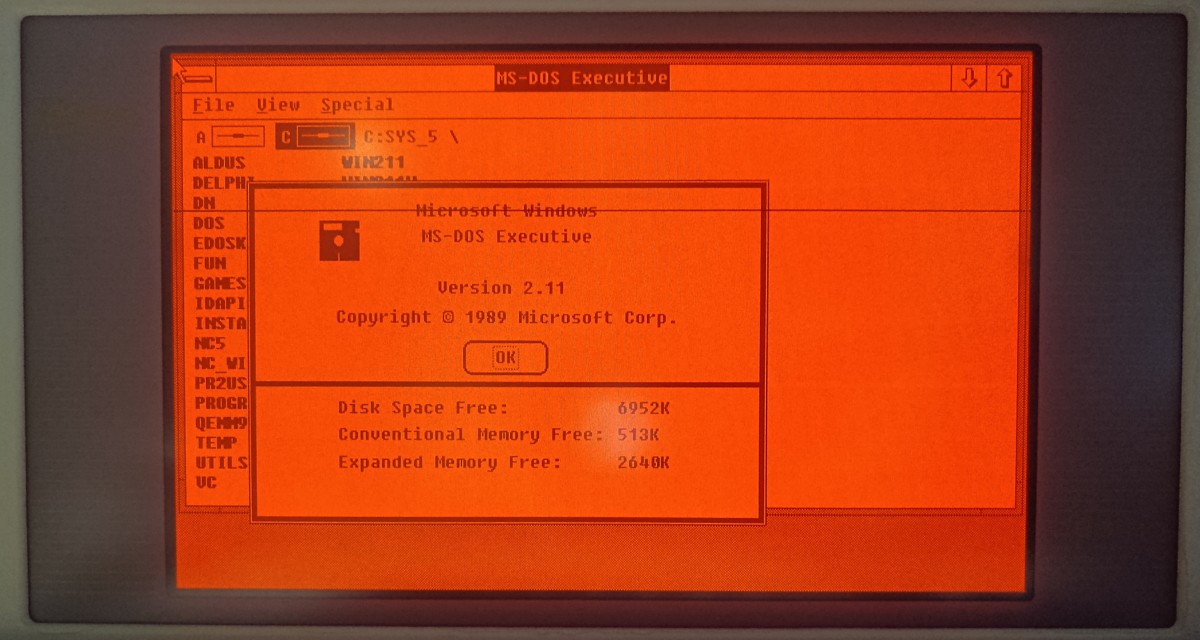 MS-DOS Executive
File View Special
A C C:SYS_5 \
ALDUS WIN211
DELPHI
DN
DOS
EDOSK
FUN
GAMES
IDAPI
INSTA
NC5
NC_WI
PR2US
PROGR
QEMM9
TEMP
UTILS
VC
Microsoft Windows
MS-DOS Executive
Version 2.11
Copyright © 1989 Microsoft Corp.
OK
Disk Space Free: 6952K
Conventional Memory Free: 513K
Expanded Memory Free: 2640K